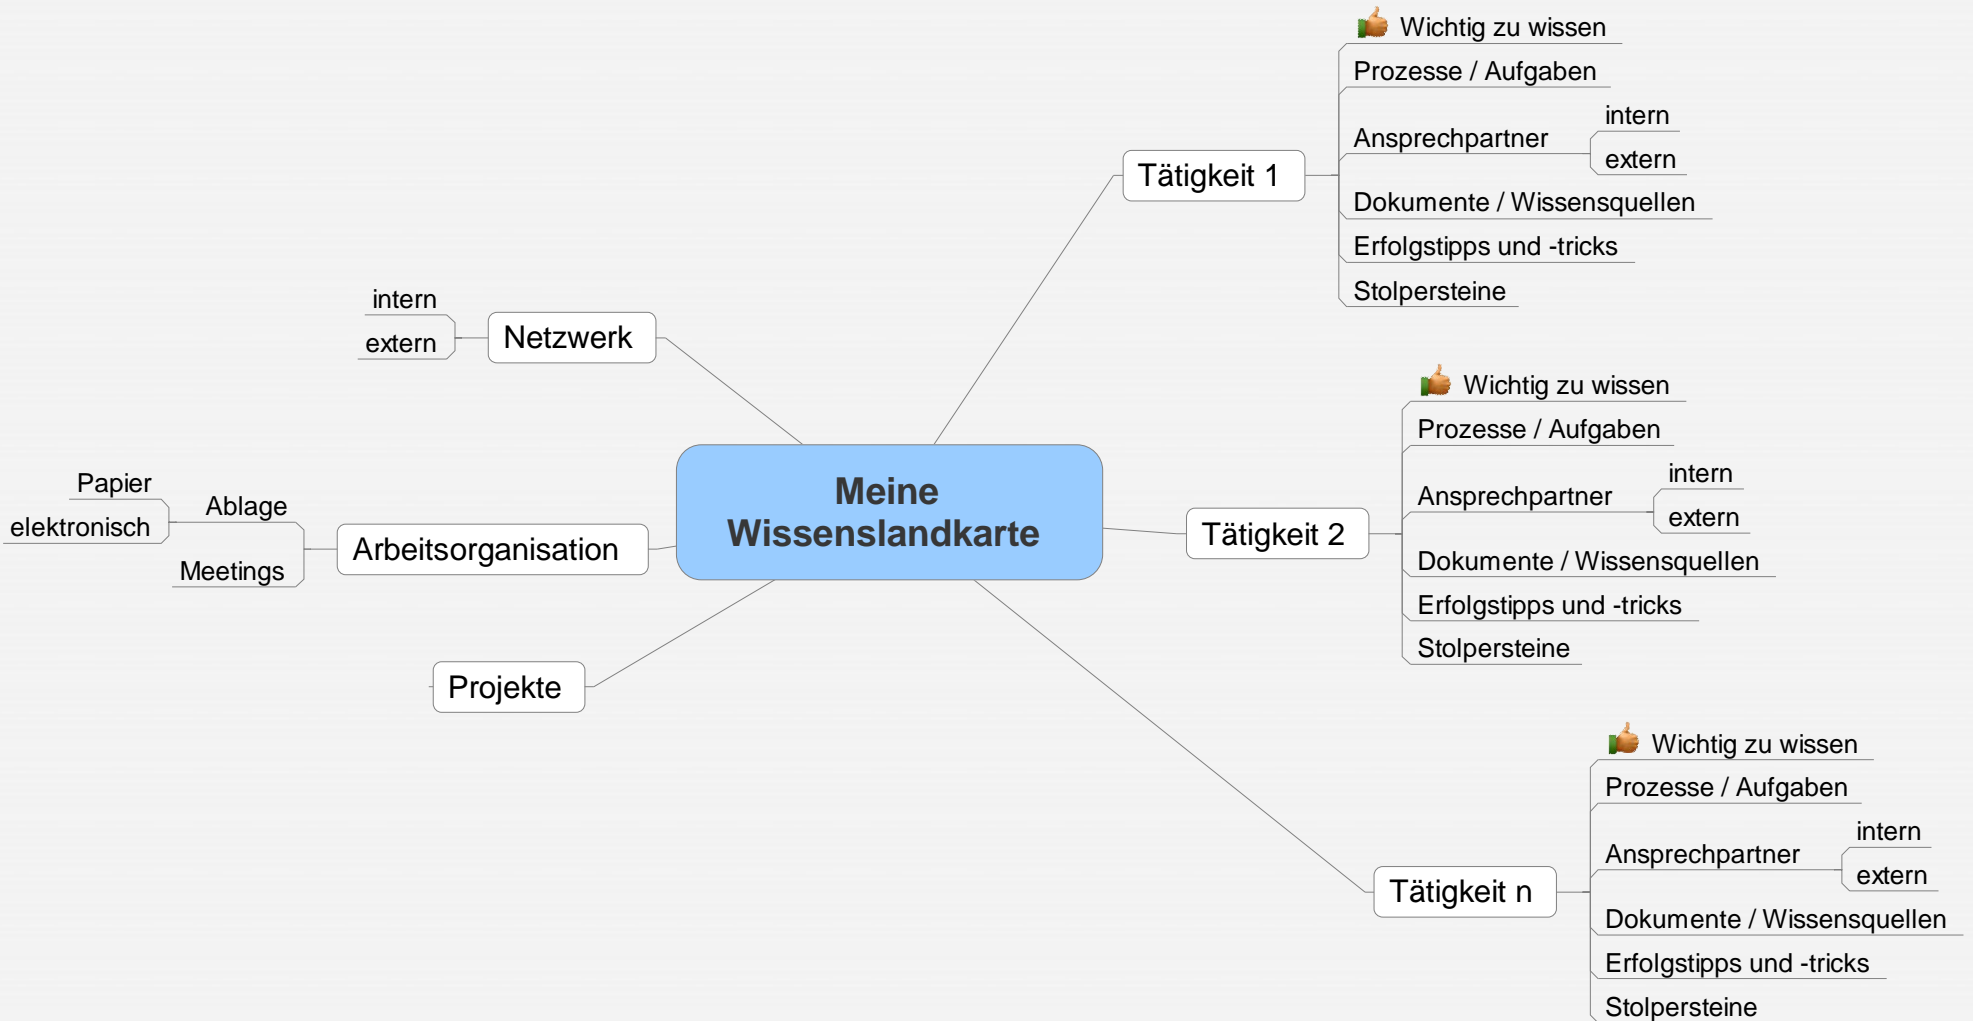 Meine
Wissenslandkarte
Tätigkeit 1
Wichtig zu wissen
Prozesse / Aufgaben
Ansprechpartner
intern
extern
Dokumente / Wissensquellen
Erfolgstipps und -tricks
Stolpersteine
Tätigkeit 2
Wichtig zu wissen
Prozesse / Aufgaben
Ansprechpartner
intern
extern
Dokumente / Wissensquellen
Erfolgstipps und -tricks
Stolpersteine
Tätigkeit n
Wichtig zu wissen
Prozesse / Aufgaben
Ansprechpartner
intern
extern
Dokumente / Wissensquellen
Erfolgstipps und -tricks
Stolpersteine
Netzwerk
intern
extern
Arbeitsorganisation
Ablage
Papier
elektronisch
Meetings
Projekte